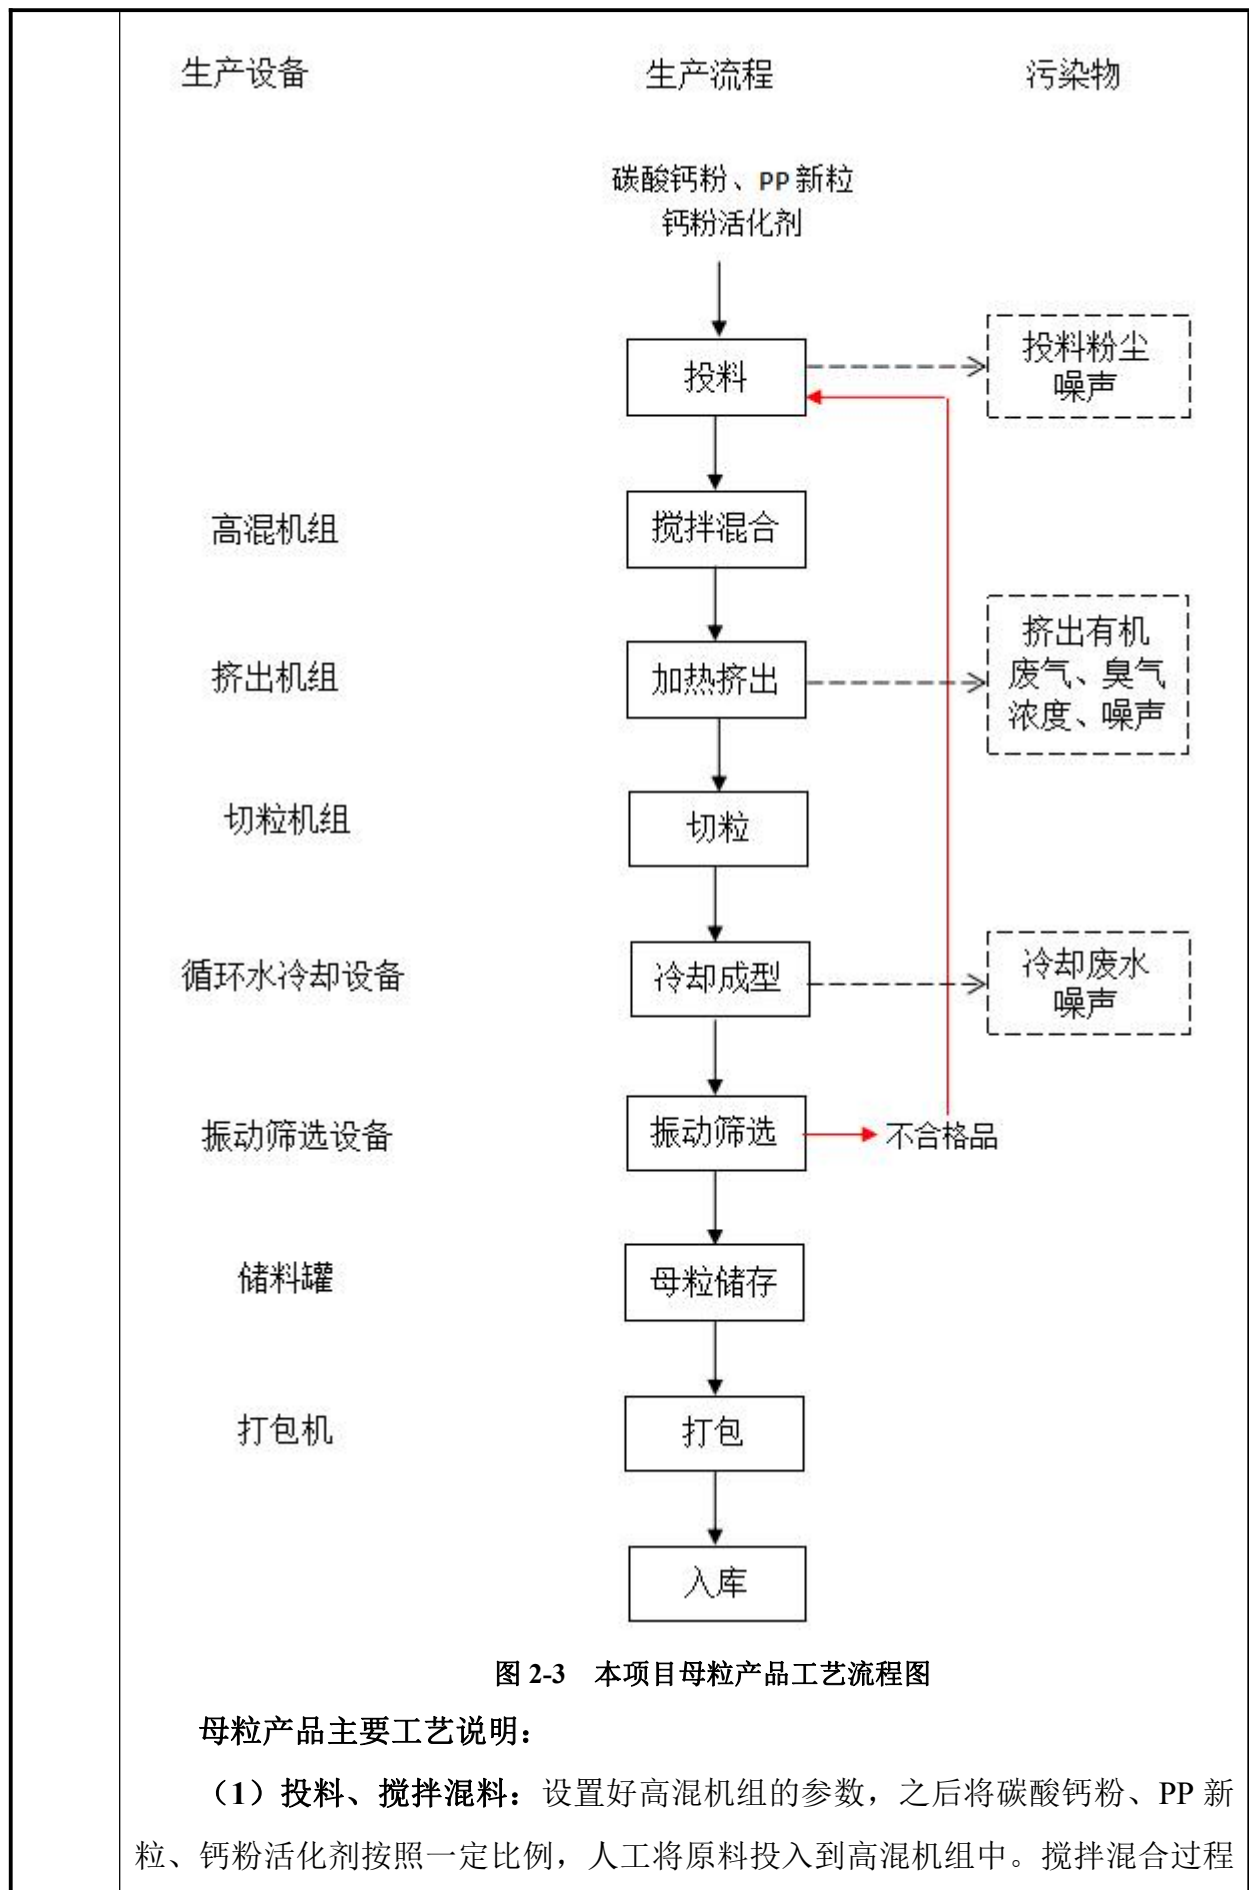 生产设备 生产流程 污染物
碳酸钙粉、PP 新粒
钙粉活化剂
投料
投料粉尘
噪声
高混机组 搅拌混合
挤出机组 加热挤出
挤出有机
废气、臭气
浓度、噪声
切粒机组 切粒
循环水冷却设备 冷却成型
冷却废水
噪声
振动筛选设备 振动筛选 不合格品
储料罐 母粒储存
打包机 打包
入库
图 2-3 本项目母粒产品工艺流程图
母粒产品主要工艺说明：
（1）投料、搅拌混料：设置好高混机组的参数，之后将碳酸钙粉、PP 新
粒、钙粉活化剂按照一定比例，人工将原料投入到高混机组中。搅拌混合过程